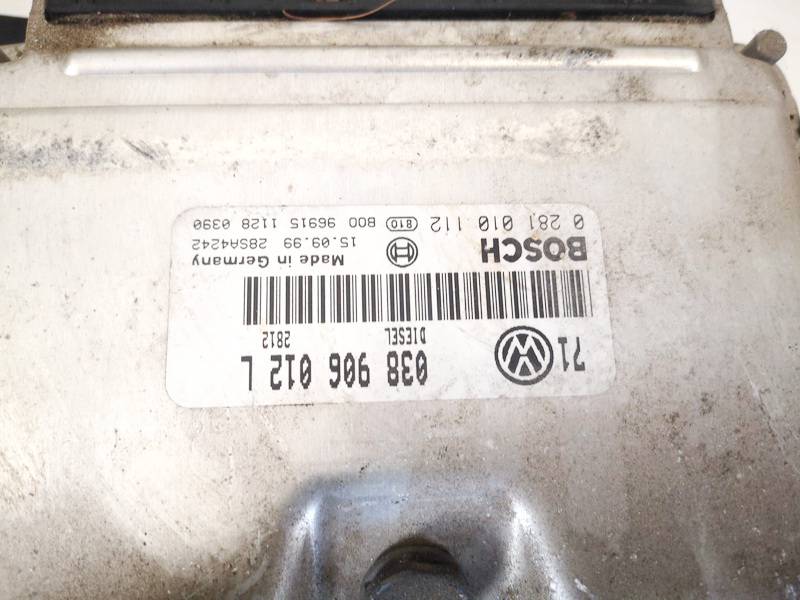 71 038 906 012 L
DIESEL 2812
BOSCH Made in Germany
15.09.99 28SA4242
0 281 010 112 810 BOO 96915 1128 0390